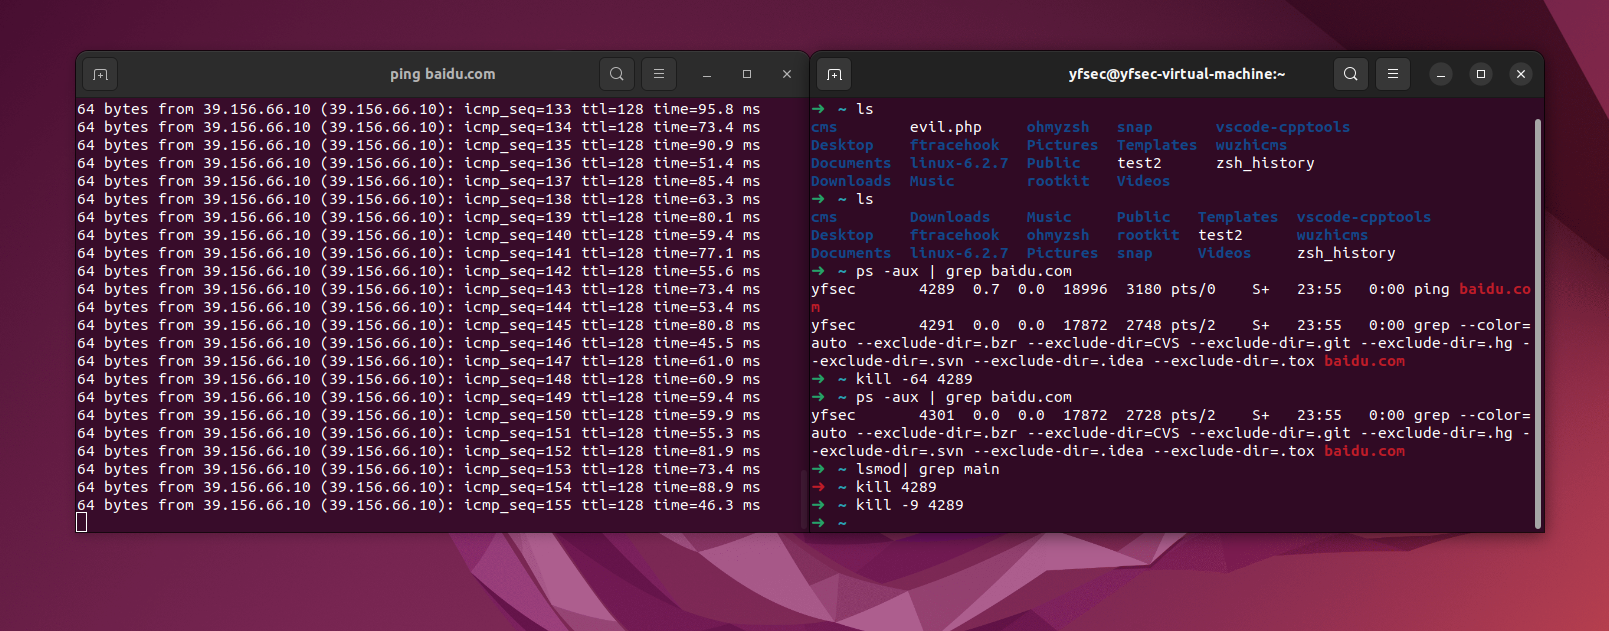 ping baidu.com
64 bytes from 39.156.66.10 (39.156.66.10): icmp_seq=133 ttl=128 time=95.8 ms
64 bytes from 39.156.66.10 (39.156.66.10): icmp_seq=134 ttl=128 time=73.4 ms
64 bytes from 39.156.66.10 (39.156.66.10): icmp_seq=135 ttl=128 time=90.9 ms
64 bytes from 39.156.66.10 (39.156.66.10): icmp_seq=136 ttl=128 time=51.4 ms
64 bytes from 39.156.66.10 (39.156.66.10): icmp_seq=137 ttl=128 time=85.4 ms
64 bytes from 39.156.66.10 (39.156.66.10): icmp_seq=138 ttl=128 time=63.3 ms
64 bytes from 39.156.66.10 (39.156.66.10): icmp_seq=139 ttl=128 time=80.1 ms
64 bytes from 39.156.66.10 (39.156.66.10): icmp_seq=140 ttl=128 time=59.4 ms
64 bytes from 39.156.66.10 (39.156.66.10): icmp_seq=141 ttl=128 time=77.1 ms
64 bytes from 39.156.66.10 (39.156.66.10): icmp_seq=142 ttl=128 time=55.6 ms
64 bytes from 39.156.66.10 (39.156.66.10): icmp_seq=143 ttl=128 time=73.4 ms
64 bytes from 39.156.66.10 (39.156.66.10): icmp_seq=144 ttl=128 time=53.4 ms
64 bytes from 39.156.66.10 (39.156.66.10): icmp_seq=145 ttl=128 time=80.8 ms
64 bytes from 39.156.66.10 (39.156.66.10): icmp_seq=146 ttl=128 time=45.5 ms
64 bytes from 39.156.66.10 (39.156.66.10): icmp_seq=147 ttl=128 time=61.0 ms
64 bytes from 39.156.66.10 (39.156.66.10): icmp_seq=148 ttl=128 time=60.9 ms
64 bytes from 39.156.66.10 (39.156.66.10): icmp_seq=149 ttl=128 time=59.4 ms
64 bytes from 39.156.66.10 (39.156.66.10): icmp_seq=150 ttl=128 time=59.9 ms
64 bytes from 39.156.66.10 (39.156.66.10): icmp_seq=151 ttl=128 time=55.3 ms
64 bytes from 39.156.66.10 (39.156.66.10): icmp_seq=152 ttl=128 time=81.9 ms
64 bytes from 39.156.66.10 (39.156.66.10): icmp_seq=153 ttl=128 time=73.4 ms
64 bytes from 39.156.66.10 (39.156.66.10): icmp_seq=154 ttl=128 time=88.9 ms
64 bytes from 39.156.66.10 (39.156.66.10): icmp_seq=155 ttl=128 time=46.3 ms
yfsec@yfsec-virtual-machine:~
➜ ~ ls
cms evil.php ohmyzsh snap vscode-cpptools
Desktop ftracehook Pictures Templates wuzhicms
Documents linux-6.2.7 Public test2 zsh_history
Downloads Music rootkit Videos
➜ ~ ls
cms Downloads Music Public Templates vscode-cpptools
Desktop ftracehook ohmyzsh rootkit test2 wuzhicms
Documents linux-6.2.7 Pictures snap Videos zsh_history
➜ ~ ps -aux | grep baidu.com
yfsec 4289 0.7 0.0 18996 3180 pts/0 S+ 23:55 0:00 ping baidu.co
m
yfsec 4291 0.0 0.0 17872 2748 pts/2 S+ 23:55 0:00 grep --color=
auto --exclude-dir=.bzr --exclude-dir=CVS --exclude-dir=.git --exclude-dir=.hg -
-exclude-dir=.svn --exclude-dir=.idea --exclude-dir=.tox baidu.com
➜ ~ kill -64 4289
➜ ~ ps -aux | grep baidu.com
yfsec 4301 0.0 0.0 17872 2728 pts/2 S+ 23:55 0:00 grep --color=
auto --exclude-dir=.bzr --exclude-dir=CVS --exclude-dir=.git --exclude-dir=.hg -
-exclude-dir=.svn --exclude-dir=.idea --exclude-dir=.tox baidu.com
➜ ~ lsmod| grep main
➜ ~ kill 4289
➜ ~ kill -9 4289
➜ ~